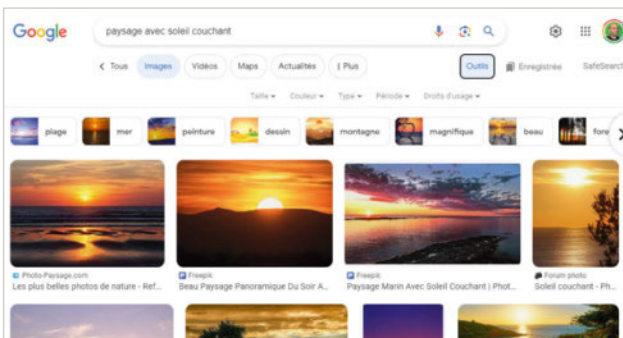 Google paysage avec soleil couchant
Tous Images Vidéos Maps Actualités Plus Outils Enregistrée SafeSearch
Taille Couleur Type Période Droits d'usage
plage mer peinture dessin montagne magnifique beau fore
Photo-Paysage.com Freepik Freepik Forum photo
Les plus belles photos de nature - Ref... Beau Paysage Panoramique Du Soir A... Paysage Marin Avec Soleil Couchant | Phot... Soleil couchant - Ph...